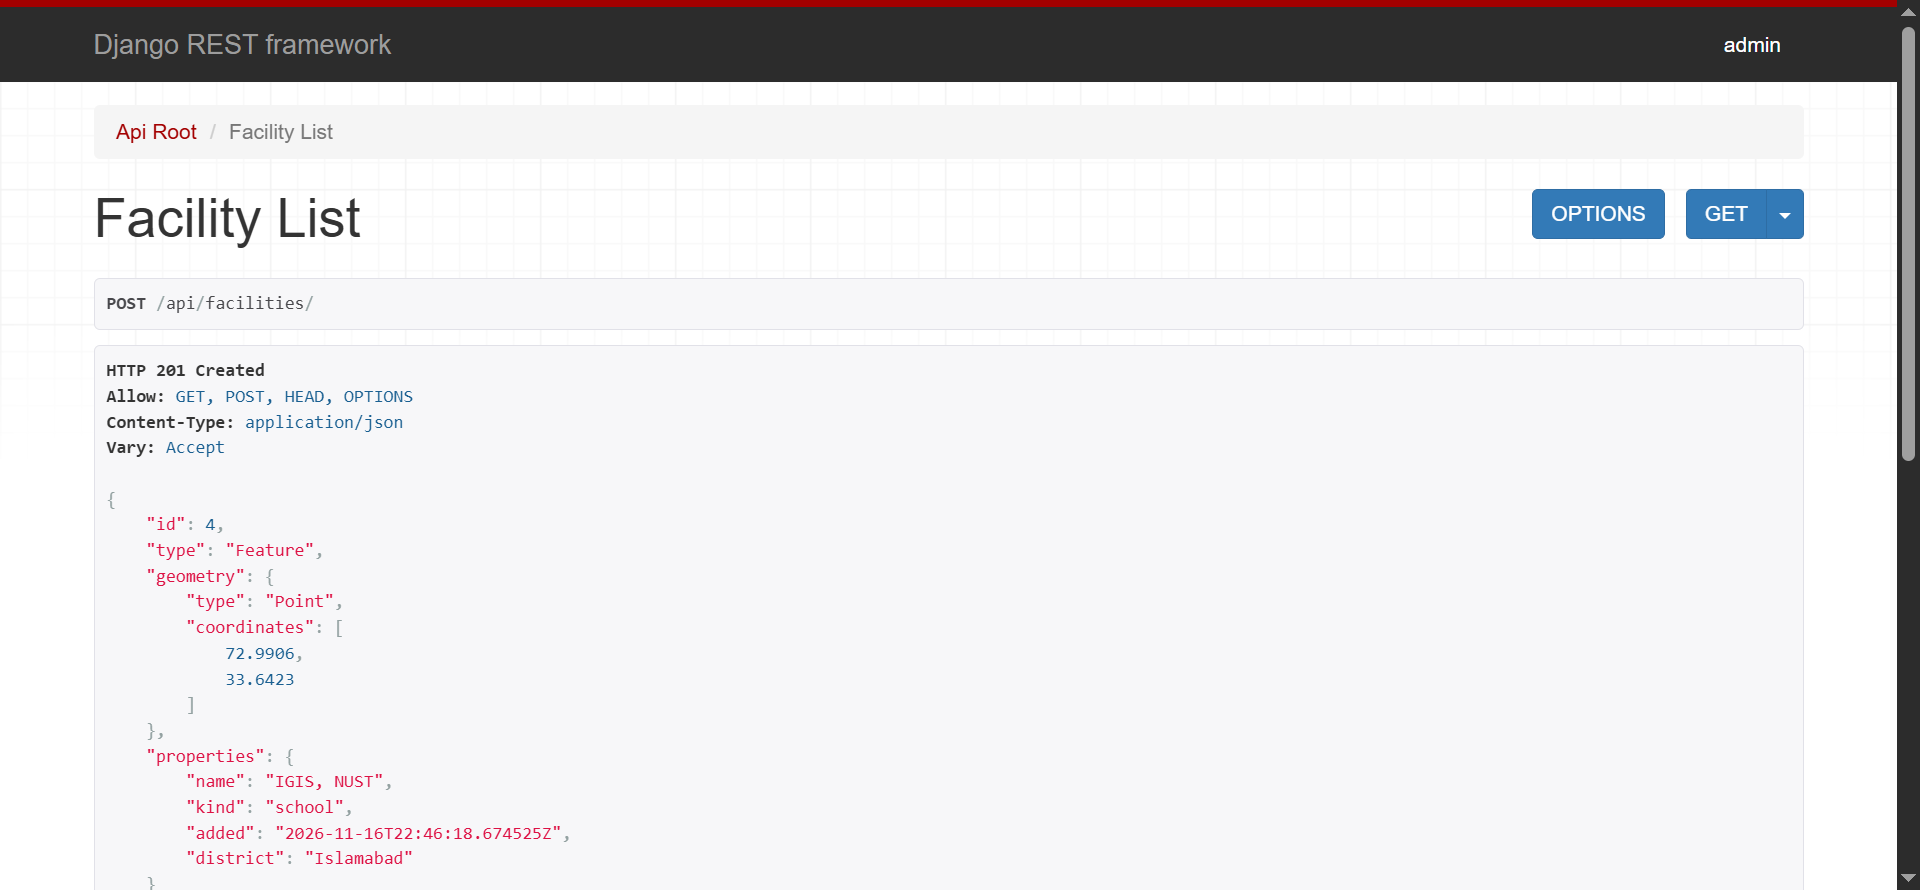 Django REST framework
admin
Api Root / Facility List
Facility List
OPTIONS
GET
POST /api/facilities/
HTTP 201 Created
Allow: GET, POST, HEAD, OPTIONS
Content-Type: application/json
Vary: Accept
{
    "id": 4,
    "type": "Feature",
    "geometry": {
        "type": "Point",
        "coordinates": [
            72.9906,
            33.6423
        ]
    },
    "properties": {
        "name": "IGIS, NUST",
        "kind": "school",
        "added": "2026-11-16T22:46:18.674525Z",
        "district": "Islamabad"
    }